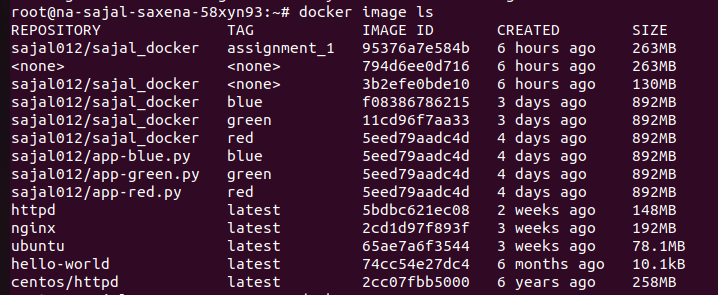 root@na-sajal-saxena-58xyn93:~# docker image ls
REPOSITORY TAG IMAGE ID CREATED SIZE
sajal012/sajal_docker assignment_1 95376a7e584b 6 hours ago 263MB
<none> <none> 794d6ee0d716 6 hours ago 263MB
<none> <none> 3b2efe0bde10 6 hours ago 130MB
sajal012/sajal_docker blue f08386786215 3 days ago 892MB
sajal012/sajal_docker green 11cd96f7aa33 3 days ago 892MB
sajal012/sajal_docker red 5eed79aadc4d 4 days ago 892MB
sajal012/app-blue.py blue 5eed79aadc4d 4 days ago 892MB
sajal012/app-green.py green 5eed79aadc4d 4 days ago 892MB
sajal012/app-red.py red 5eed79aadc4d 4 days ago 892MB
httpd latest 5bdbc621ec08 2 weeks ago 148MB
nginx latest 2cd1d97f893f 3 weeks ago 192MB
ubuntu latest 65ae7a6f3544 3 weeks ago 78.1MB
hello-world latest 74cc54e27dc4 6 months ago 10.1kB
centos/httpd latest 2cc07fbb5000 6 years ago 258MB